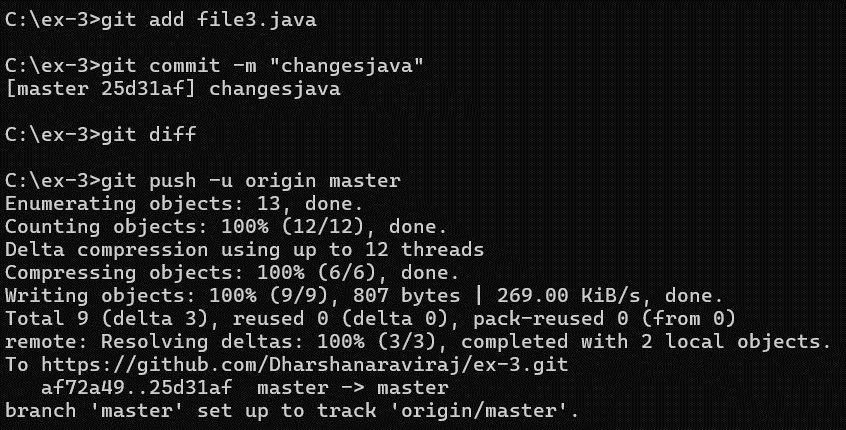 C:\ex-3>git add file3.java
C:\ex-3>git commit -m "changesjava"
[master 25d31af] changesjava
C:\ex-3>git diff
C:\ex-3>git push -u origin master
Enumerating objects: 13, done.
Counting objects: 100% (12/12), done.
Delta compression using up to 12 threads
Compressing objects: 100% (6/6), done.
Writing objects: 100% (9/9), 807 bytes | 269.00 KiB/s, done.
Total 9 (delta 3), reused 0 (delta 0), pack-reused 0 (from 0)
remote: Resolving deltas: 100% (3/3), completed with 2 local objects.
To https://github.com/Dharshanaraviraj/ex-3.git
   af72a49..25d31af  master -> master
branch 'master' set up to track 'origin/master'.